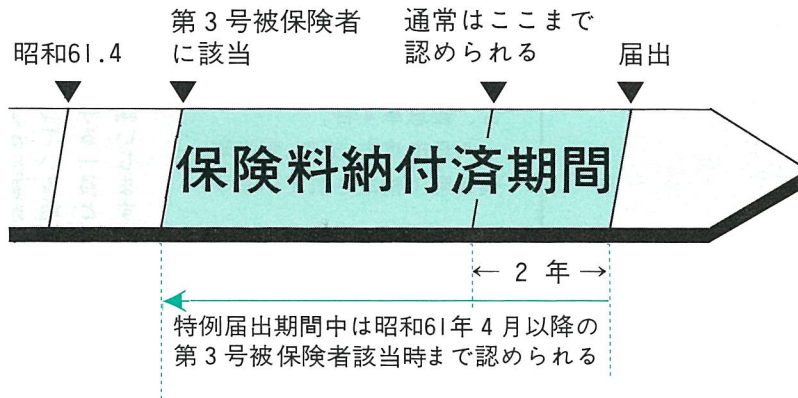 昭和61.4
第３号被保険者
に該当
通常はここまで
認められる
届出
保険料納付済期間
← 2 年 →
特例届出期間中は昭和61年４月以降の
第３号被保険者該当時まで認められる